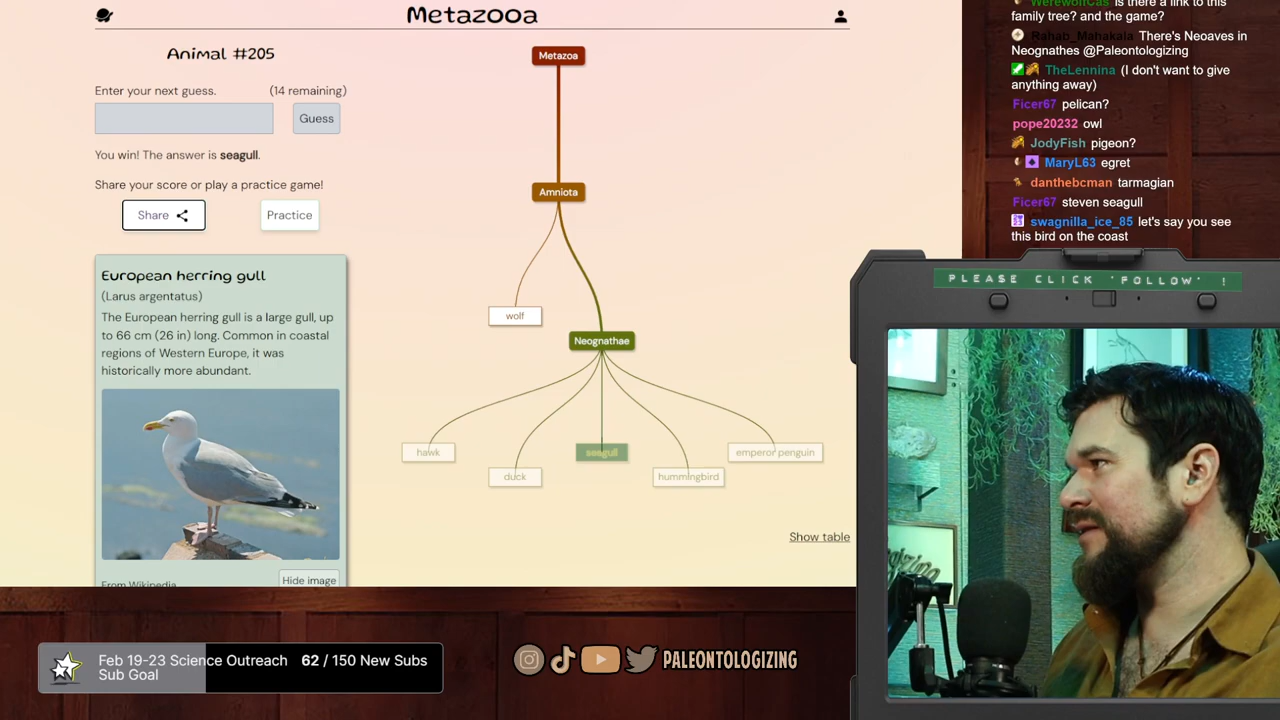 Metazooa
Animal #205
Enter your next guess.
(14 remaining)
Guess
You win! The answer is seagull.
Share your score or play a practice game!
Share
Practice
European herring gull
(Larus argentatus)
The European herring gull is a large gull, up
to 66 cm (26 in) long. Common in coastal
regions of Western Europe, it was
historically more abundant.
From Wikipedia
Hide image
Metazoa
Amniota
wolf
Neognathae
hawk
duck
seagull
hummingbird
emperor penguin
Show table
WerewolfCas is there a link to this
family tree? and the game?
Rahab_Mahakala There's Neoaves in
Neognathes @Paleontologizing
TheLennina (I don't want to give
anything away)
Ficer67 pelican?
pope20232 owl
JodyFish pigeon?
MaryL63 egret
danthebcman tarmagian
Ficer67 steven seagull
swagnilla_ice_85 let's say you see
this bird on the coast
PLEASE CLICK 'FOLLOW' !
Feb 19-23 Science Outreach
Sub Goal
62 / 150 New Subs
PALEONTOLOGIZING